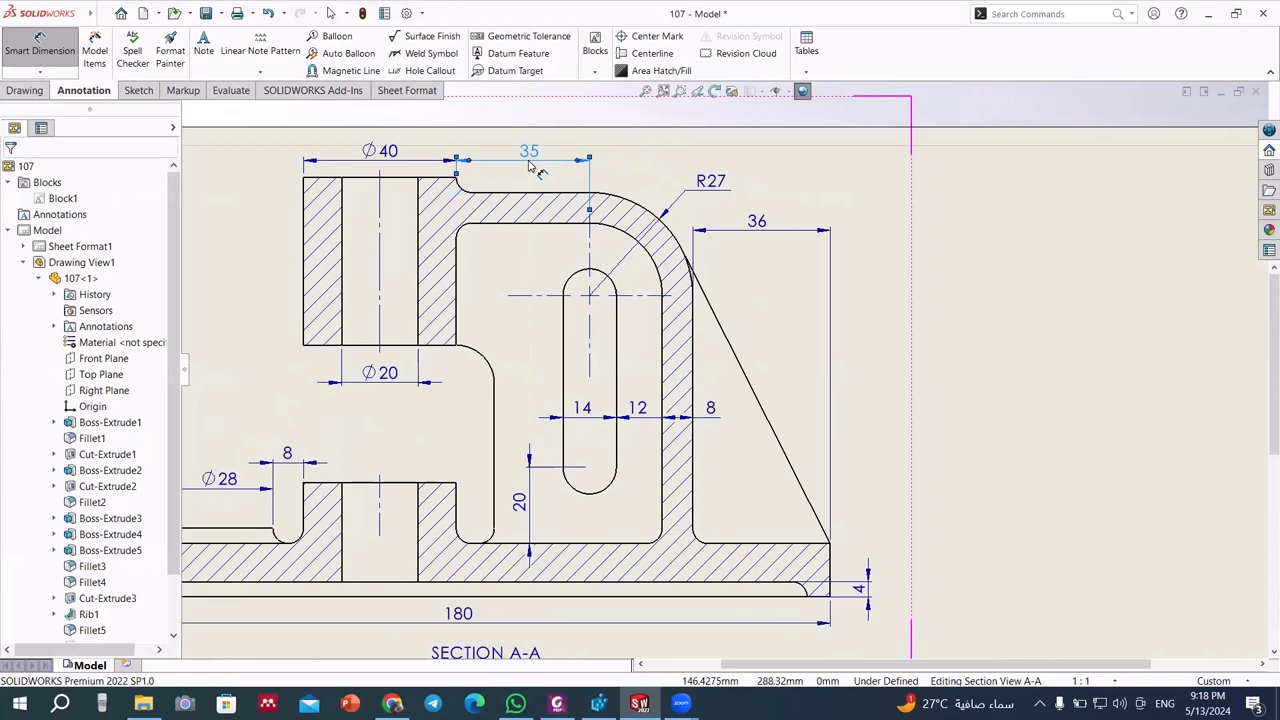 SOLIDWORKS
107 - Model *
Search Commands
Smart Dimension
Model Items
Spell Checker
Format Painter
Note
Linear Note Pattern
Balloon
Auto Balloon
Magnetic Line
Surface Finish
Weld Symbol
Hole Callout
Geometric Tolerance
Datum Feature
Datum Target
Blocks
Center Mark
Centerline
Area Hatch/Fill
Revision Symbol
Revision Cloud
Tables
Drawing
Annotation
Sketch
Markup
Evaluate
SOLIDWORKS Add-Ins
Sheet Format
107
Blocks
Block1
Annotations
Model
Sheet Format1
Drawing View1
107<1>
History
Sensors
Annotations
Material <not speci
Front Plane
Top Plane
Right Plane
Origin
Boss-Extrude1
Fillet1
Cut-Extrude1
Boss-Extrude2
Cut-Extrude2
Fillet2
Boss-Extrude3
Boss-Extrude4
Boss-Extrude5
Fillet3
Fillet4
Cut-Extrude3
Rib1
Fillet5
∅40
35
R27
36
∅20
14
12
8
8
∅28
20
4
180
SECTION A-A
Model
SOLIDWORKS Premium 2022 SP1.0
146.4275mm
288.32mm
0mm
Under Defined
Editing Section View A-A
1 : 1
Custom
27°C
سماء صافية
ENG
9:18 PM
5/13/2024